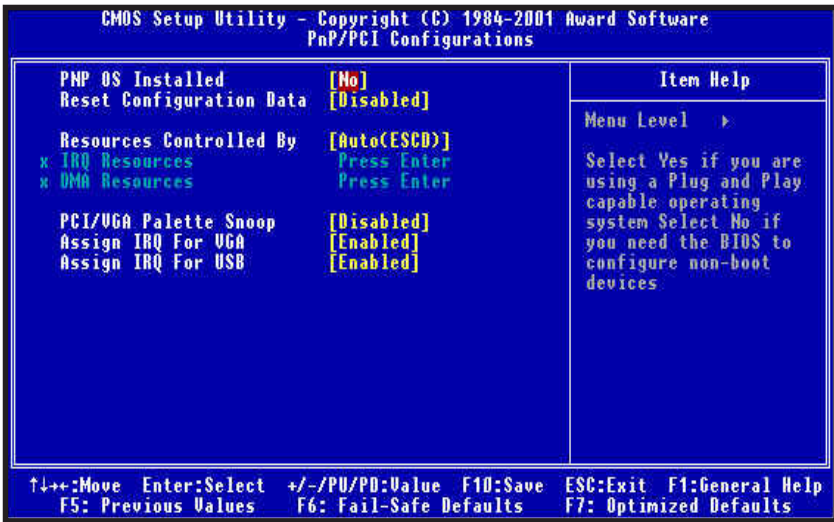 CMOS Setup Utility - Copyright (C) 1984-2001 Award Software
PnP/PCI Configurations
PNP OS Installed [No]
Reset Configuration Data [Disabled]
Resources Controlled By [Auto(ESCD)]
x IRQ Resources Press Enter
x DMA Resources Press Enter
PCI/VGA Palette Snoop [Disabled]
Assign IRQ For VGA [Enabled]
Assign IRQ For USB [Enabled]
Item Help
Menu Level ▸
Select Yes if you are
using a Plug and Play
capable operating
system Select No if
you need the BIOS to
configure non-boot
devices
↑↓→←:Move Enter:Select +/-/PU/PD:Value F10:Save ESC:Exit F1:General Help
F5: Previous Values F6: Fail-Safe Defaults F7: Optimized Defaults